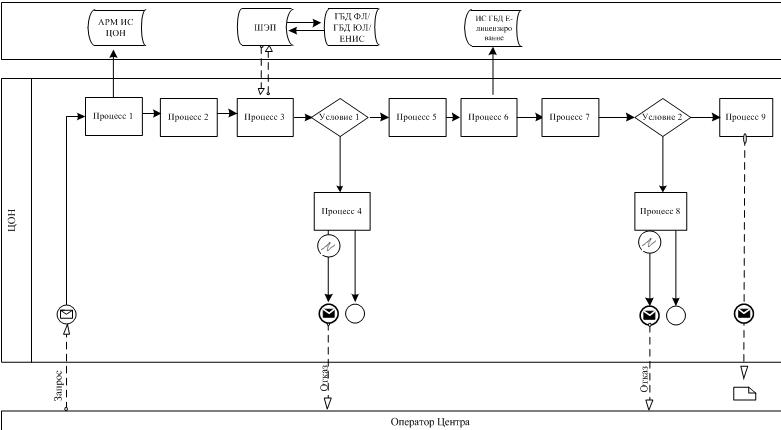 АРМ ИС
ЦОН
ШЭП
ГБД ФЛ/
ГБД ЮЛ/
ЕНИС
ИС ГБД Е-
лицензиро
вание
ЦОН
Процесс 1
Процесс 2
Процесс 3
Условие 1
Процесс 5
Процесс 6
Процесс 7
Условие 2
Процесс 9
Процесс 4
Процесс 8
Запрос
Отказ
Отказ
Оператор Центра